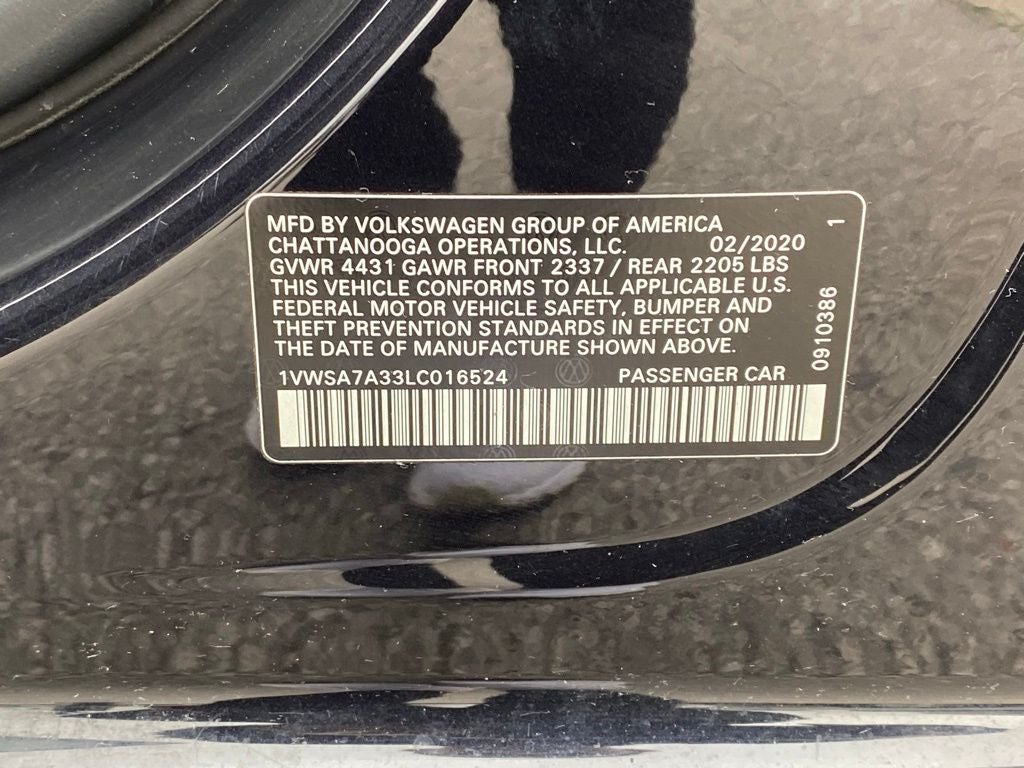 MFD BY VOLKSWAGEN GROUP OF AMERICA
CHATTANOOGA OPERATIONS, LLC. 02/2020
GVWR 4431 GAWR FRONT 2337 / REAR 2205 LBS
THIS VEHICLE CONFORMS TO ALL APPLICABLE U.S.
FEDERAL MOTOR VEHICLE SAFETY, BUMPER AND
THEFT PREVENTION STANDARDS IN EFFECT ON
THE DATE OF MANUFACTURE SHOWN ABOVE.
1VWSA7A33LC016524 PASSENGER CAR
0910386 1